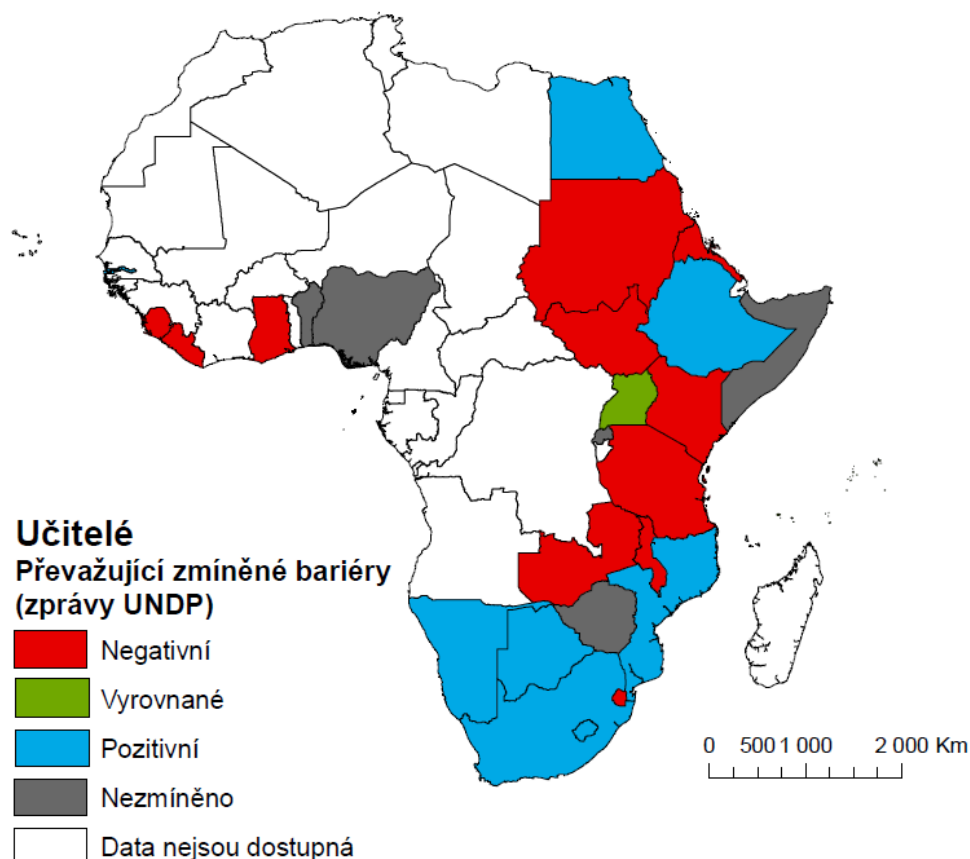 Učitelé
Převažující zmíněné bariéry
(zprávy UNDP)
Negativní
Vyrovnané
Pozitivní
Nezmíněno
Data nejsou dostupná
0 500 1 000 2 000 Km